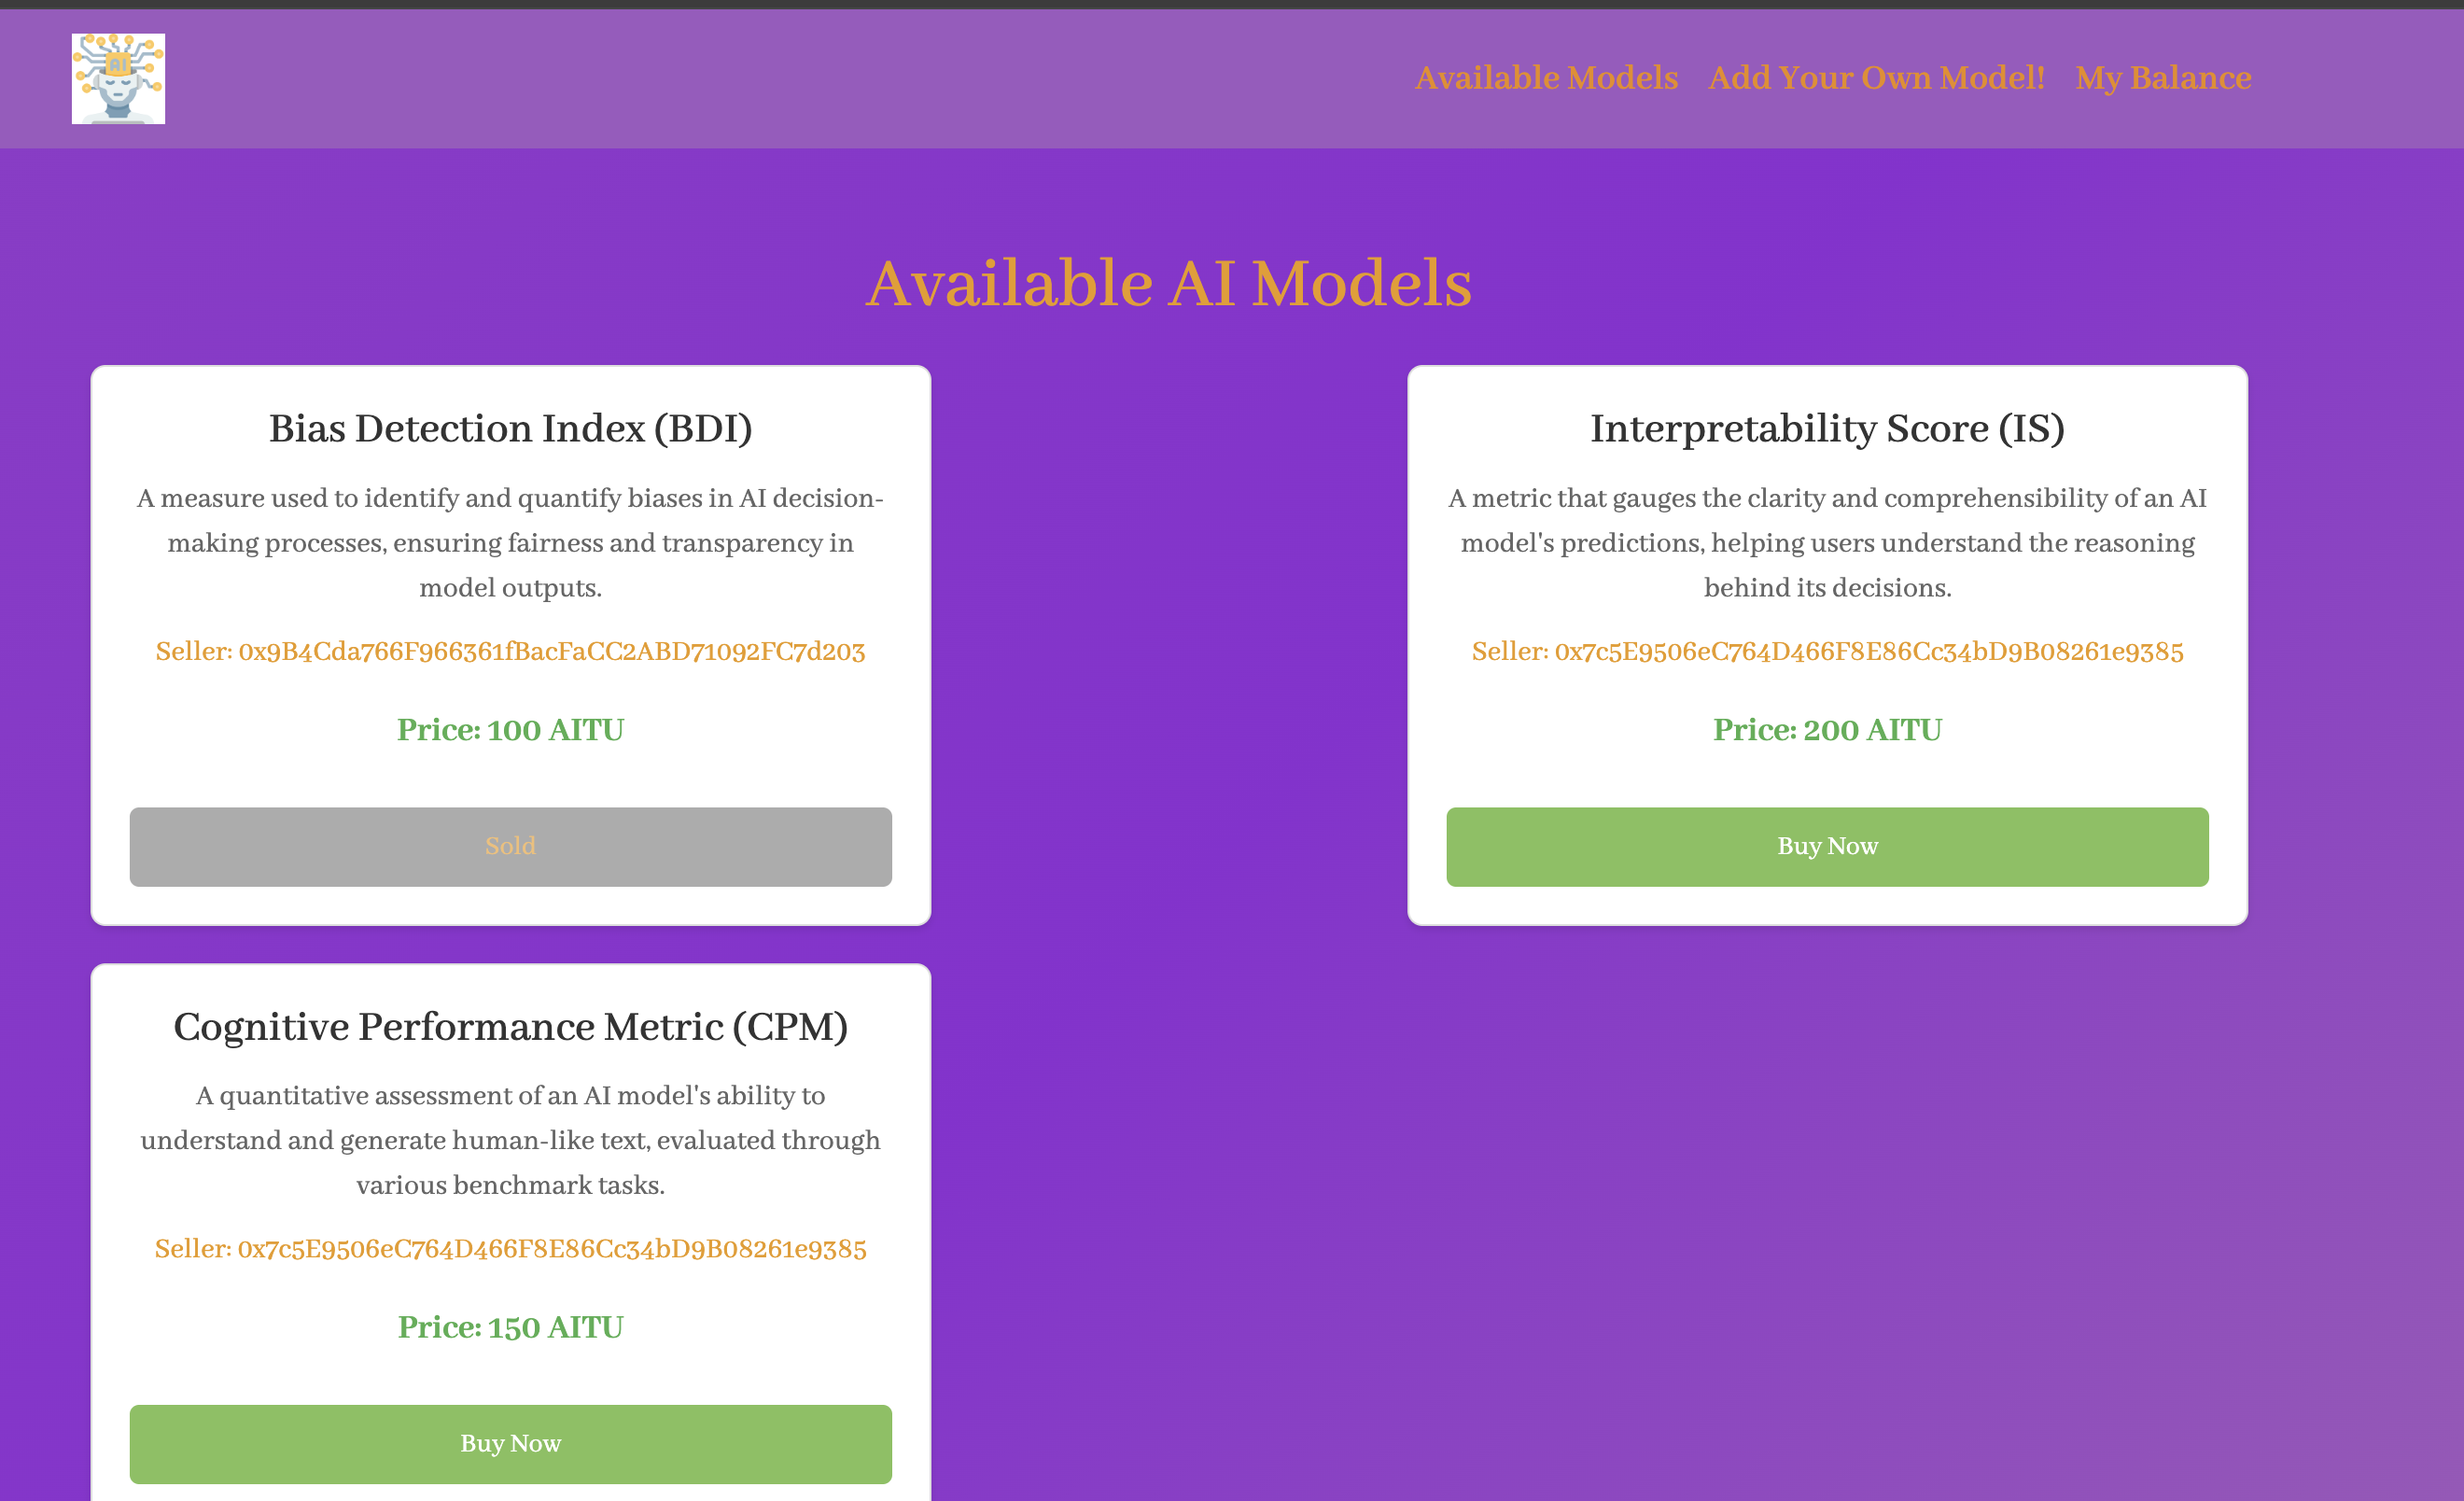 AI
Available Models
Add Your Own Model!
My Balance
Available AI Models
Bias Detection Index (BDI)
A measure used to identify and quantify biases in AI decision-
making processes, ensuring fairness and transparency in
model outputs.
Seller: 0x9B4Cda766F966361fBacFaCC2ABD71092FC7d203
Price: 100 AITU
Sold
Interpretability Score (IS)
A metric that gauges the clarity and comprehensibility of an AI
model's predictions, helping users understand the reasoning
behind its decisions.
Seller: 0x7c5E9506eC764D466F8E86Cc34bD9B08261e9385
Price: 200 AITU
Buy Now
Cognitive Performance Metric (CPM)
A quantitative assessment of an AI model's ability to
understand and generate human-like text, evaluated through
various benchmark tasks.
Seller: 0x7c5E9506eC764D466F8E86Cc34bD9B08261e9385
Price: 150 AITU
Buy Now